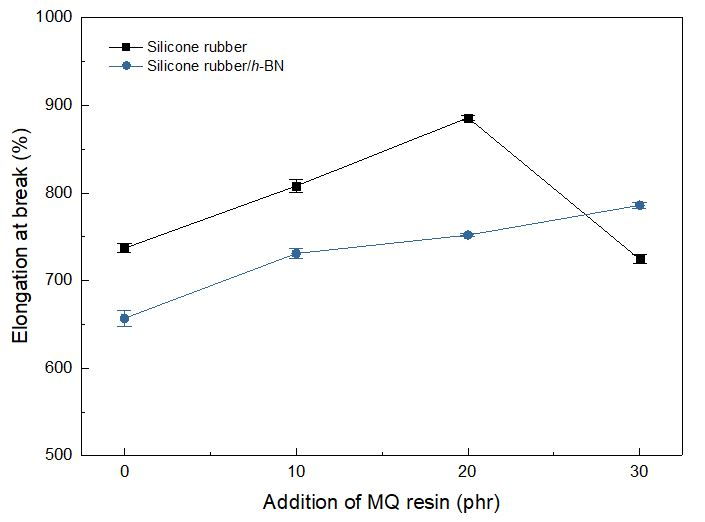 1000
900
800
700
600
500
Elongation at break (%)
Silicone rubber
Silicone rubber/h-BN
0 10 20 30
Addition of MQ resin (phr)